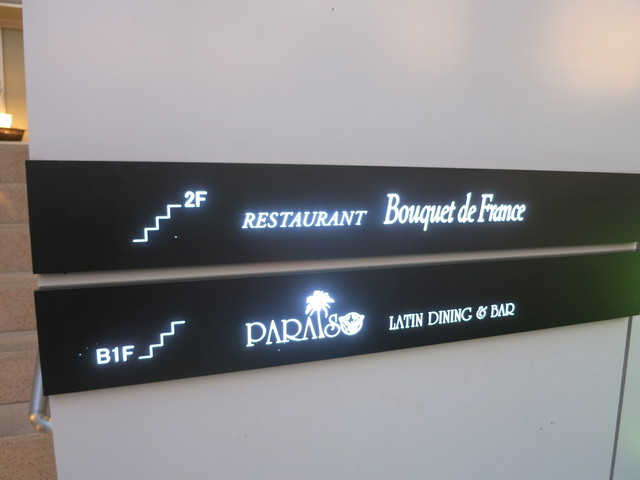 2F RESTAURANT Bouquet de France
B1F PARAISO LATIN DINING & BAR